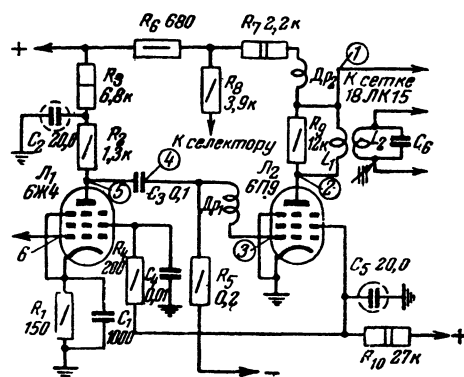 +
R6 680
R7 2,2к
1
К сетке
18ЛК15
Др2
R3
6,8к
R8
3,9к
К селектору
C2 20,0
R2
1,3к
R9
12к
L1
2
C6
4
5
C3 0,1
Л1
6Ж4
Л2
6П9
2
Др1
6
3
R4
200
C4
0,01
R5
0,2
C5 20,0
R1
150
C1
1000
R10 27к
+
−